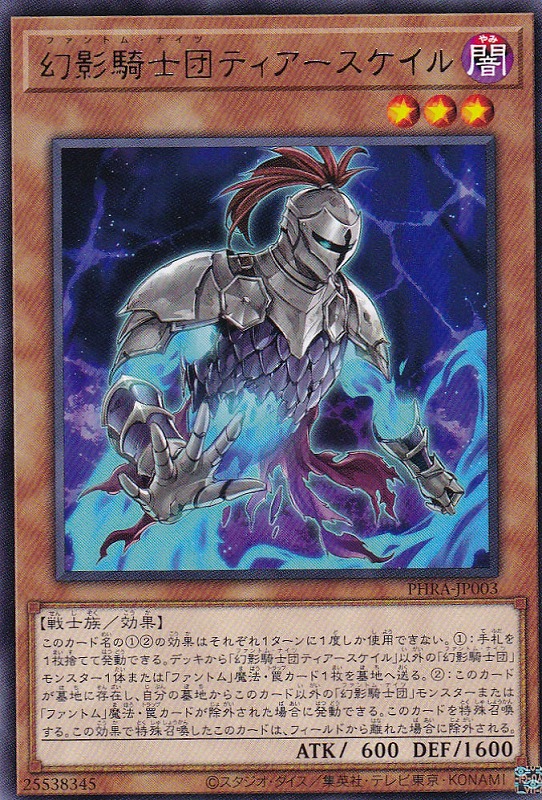 ファントム・ナイツ
幻影騎士団ティアースケイル
やみ
闇
PHRA-JP003
【戦士族/効果】
このカード名の①②の効果はそれぞれ1ターンに1度しか使用できない。①:手札を
1枚捨てて発動できる。デッキから「幻影騎士団ティアースケイル」以外の「幻影騎士団」
モンスター1体または「ファントム」魔法・罠カード1枚を墓地へ送る。②:このカード
が墓地に存在し、自分の墓地からこのカード以外の「幻影騎士団」モンスターまたは
「ファントム」魔法・罠カードが除外された場合に発動できる。このカードを特殊召喚
する。この効果で特殊召喚したこのカードは、フィールドから離れた場合に除外される。
ATK/ 600 DEF/1600
25538345
©スタジオ・ダイス/集英社・テレビ東京・KONAMI